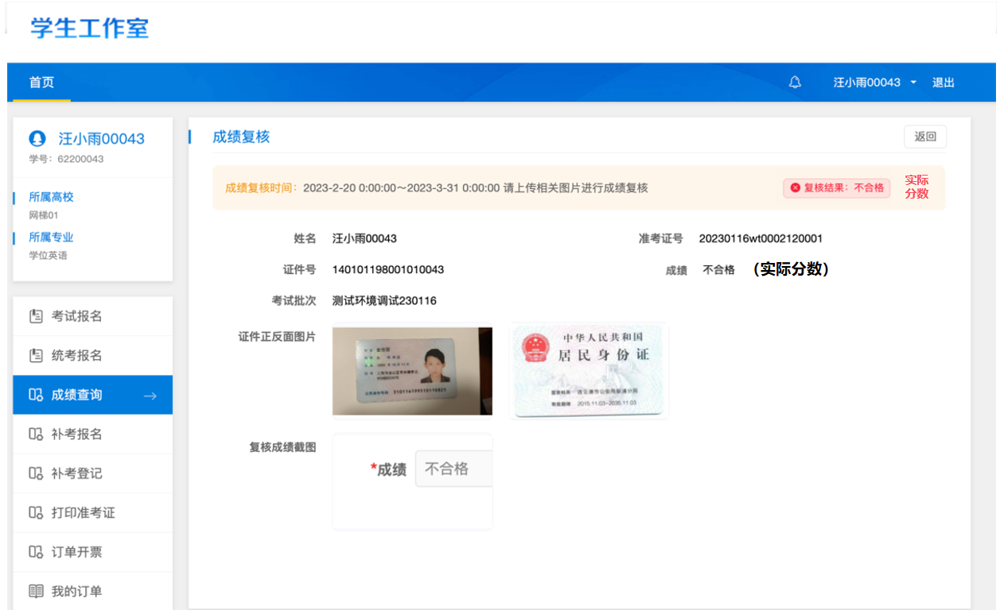 学生工作室
首页
汪小雨00043
退出
汪小雨00043
学号：62200043
所属高校
网梯01
所属专业
学位英语
考试报名
统考报名
成绩查询
补考报名
补考登记
打印准考证
订单开票
我的订单
成绩复核
返回
成绩复核时间：2023-2-20 0:00:00～2023-3-31 0:00:00 请上传相关图片进行成绩复核
复核结果：不合格
实际
分数
姓名 汪小雨00043
准考证号 20230116wt0002120001
证件号 140101198001010043
成绩 不合格 （实际分数）
考试批次 测试环境调试230116
证件正反面图片
中华人民共和国
居民身份证
有效期限 2015.11.03-2035.11.03
复核成绩截图
*成绩 不合格